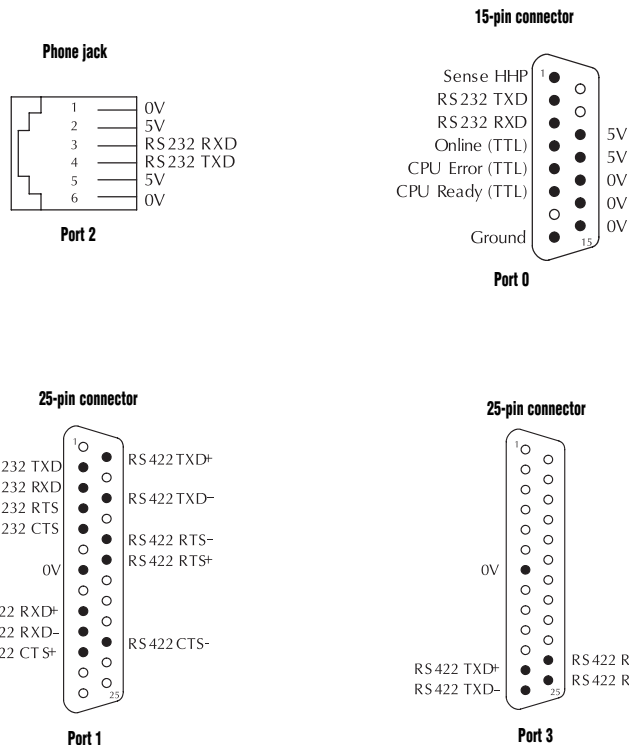 15-pin connector
Phone jack
1 0V
2 5V
3 RS232 RXD
4 RS232 TXD
5 5V
6 0V
Port 2
1
Sense HHP
RS232 TXD
RS232 RXD
Online (TTL)
CPU Error (TTL)
CPU Ready (TTL)
Ground
5V
5V
0V
0V
0V
15
Port 0
25-pin connector
1
232 TXD
232 RXD
232 RTS
232 CTS
0V
22 RXD+
22 RXD–
22 CTS+
RS422 TXD+
RS422 TXD–
RS422 RTS–
RS422 RTS+
RS422 CTS-
25
Port 1
25-pin connector
1
0V
RS422 TXD+
RS422 TXD–
RS422 R
RS422 R
25
Port 3